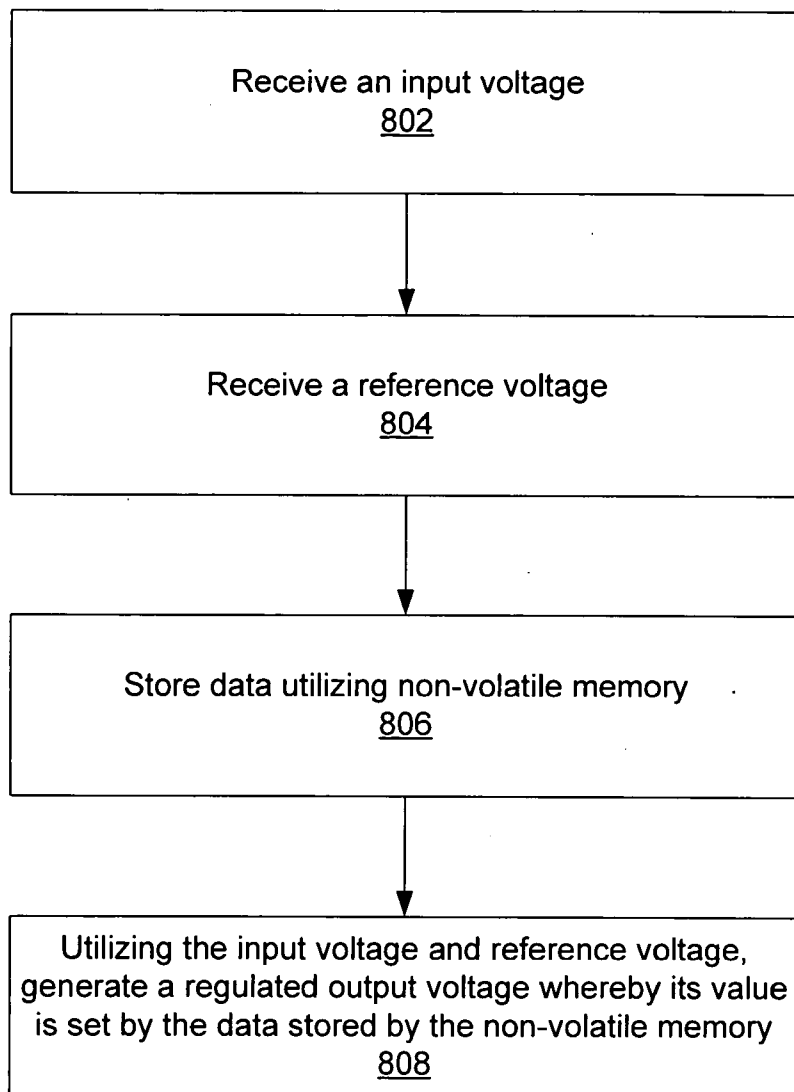 Receive an input voltage
802
Receive a reference voltage
804
Store data utilizing non-volatile memory
806
Utilizing the input voltage and reference voltage,
generate a regulated output voltage whereby its value
is set by the data stored by the non-volatile memory
808